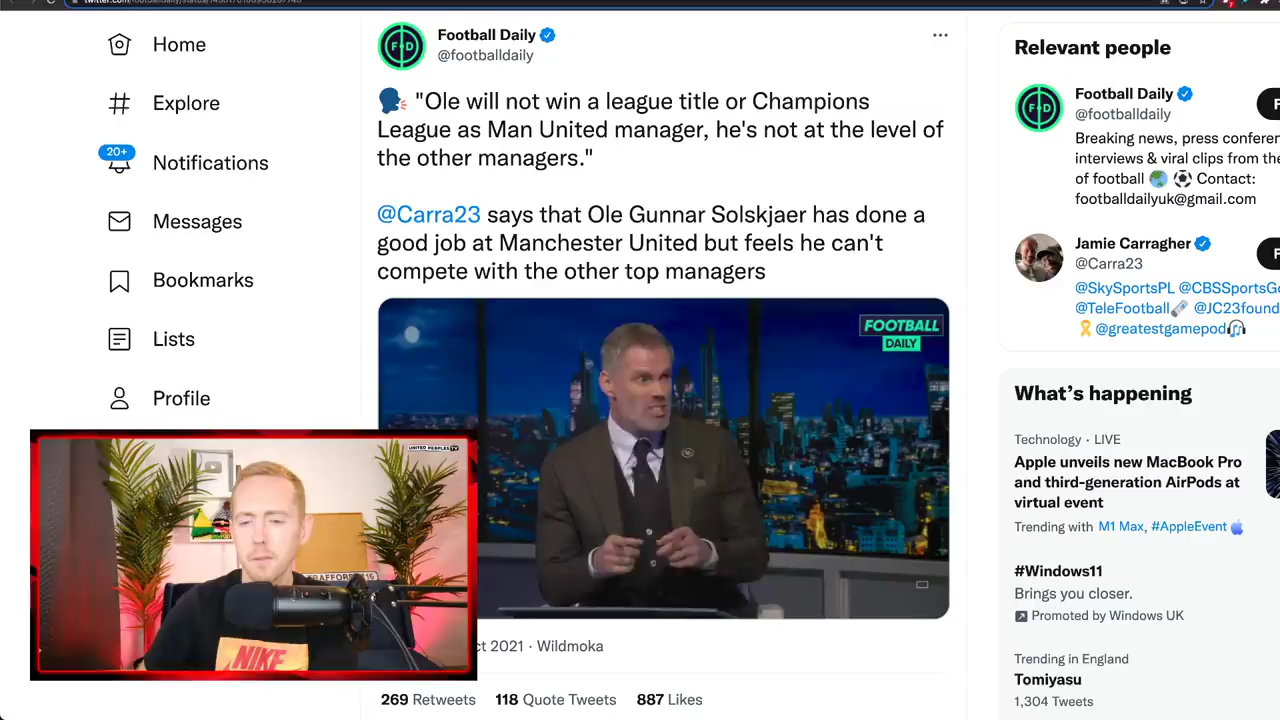 Home
Explore
20+
Notifications
Messages
Bookmarks
Lists
Profile
Football Daily
@footballdaily
"Ole will not win a league title or Champions
League as Man United manager, he's not at the level of
the other managers."
@Carra23 says that Ole Gunnar Solskjaer has done a
good job at Manchester United but feels he can't
compete with the other top managers
FOOTBALL
DAILY
UNITED PEOPLES TV
NIKE
2021 · Wildmoka
269 Retweets 118 Quote Tweets 887 Likes
Relevant people
Football Daily
@footballdaily
Breaking news, press conferen
interviews & viral clips from the
of football Contact:
footballdailyuk@gmail.com
Jamie Carragher
@Carra23
@SkySportsPL @CBSSportsGo
@TeleFootball @JC23found
@greatestgamepod
What's happening
Technology · LIVE
Apple unveils new MacBook Pro
and third-generation AirPods at
virtual event
Trending with M1 Max, #AppleEvent
#Windows11
Brings you closer.
Promoted by Windows UK
Trending in England
Tomiyasu
1,304 Tweets